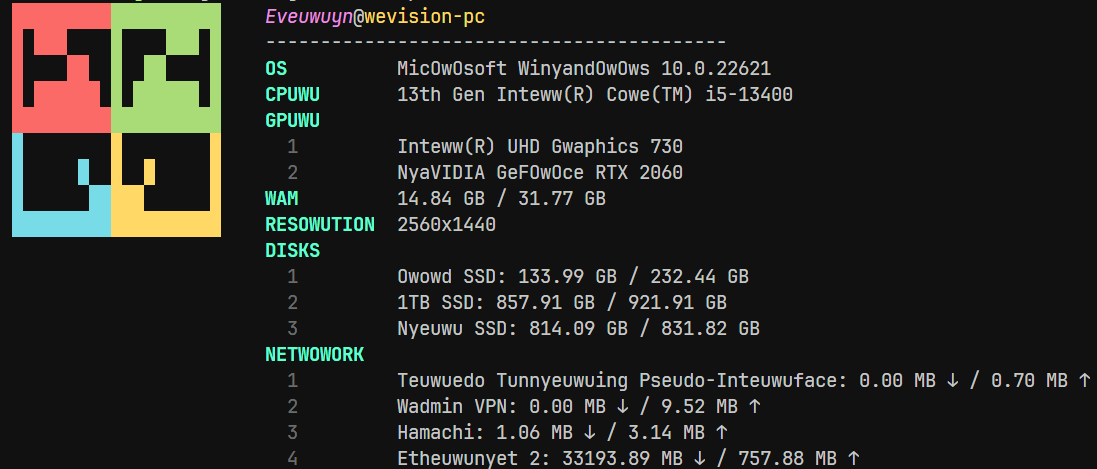 Eveuwuyn@wevision-pc
------------------------------------------
OS MicOwOsoft WinyandOwOws 10.0.22621
CPUWU 13th Gen Inteww(R) Cowe(TM) i5-13400
GPUWU
1 Inteww(R) UHD Gwaphics 730
2 NyaVIDIA GeFOwOce RTX 2060
WAM 14.84 GB / 31.77 GB
RESOWUTION 2560x1440
DISKS
1 Owowd SSD: 133.99 GB / 232.44 GB
2 1TB SSD: 857.91 GB / 921.91 GB
3 Nyeuwu SSD: 814.09 GB / 831.82 GB
NETWOWORK
1 Teuwuedo Tunnyeuwuing Pseudo-Inteuwuface: 0.00 MB ↓ / 0.70 MB ↑
2 Wadmin VPN: 0.00 MB ↓ / 9.52 MB ↑
3 Hamachi: 1.06 MB ↓ / 3.14 MB ↑
4 Etheuwunyet 2: 33193.89 MB ↓ / 757.88 MB ↑